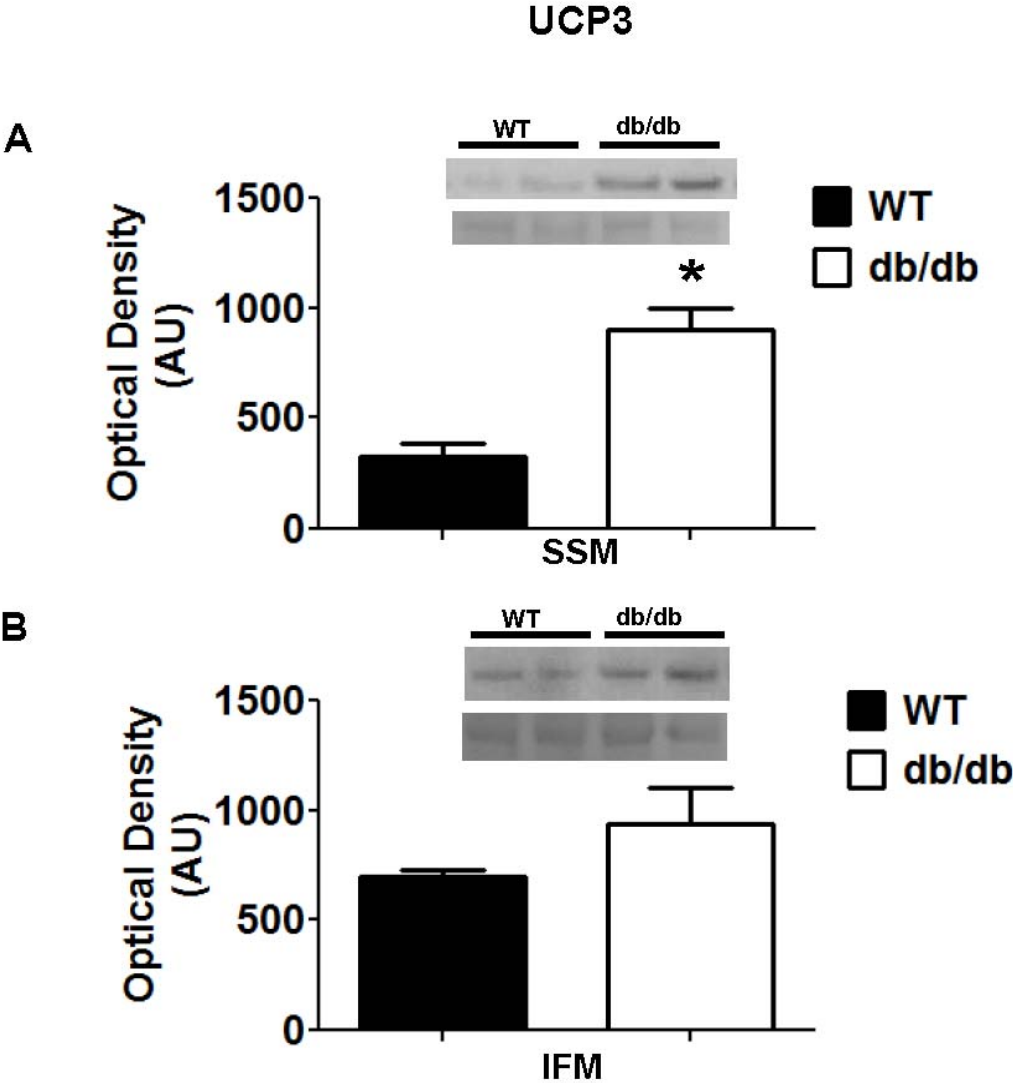 UCP3
A
WT db/db
1500
1000
500
0
Optical Density
(AU)
*
WT
db/db
SSM
B
WT db/db
1500
1000
500
0
Optical Density
(AU)
WT
db/db
IFM